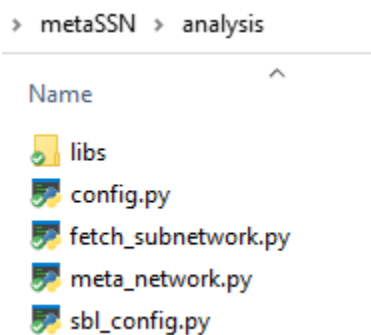 metaSSN > analysis
Name
libs
config.py
fetch_subnetwork.py
meta_network.py
sbl_config.py